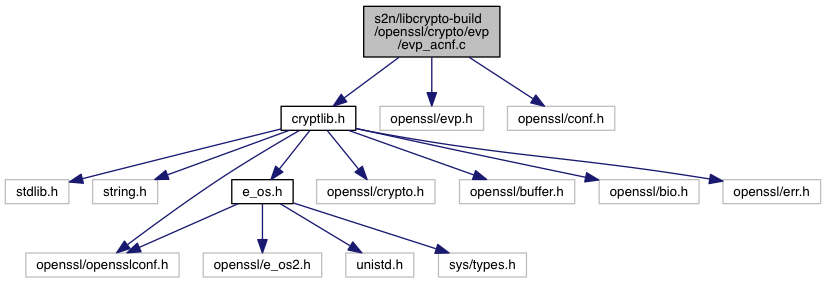 s2n/libcrypto-build
/openssl/crypto/evp
/evp_acnf.c
cryptlib.h
openssl/evp.h
openssl/conf.h
stdlib.h
string.h
e_os.h
openssl/crypto.h
openssl/buffer.h
openssl/bio.h
openssl/err.h
openssl/opensslconf.h
openssl/e_os2.h
unistd.h
sys/types.h